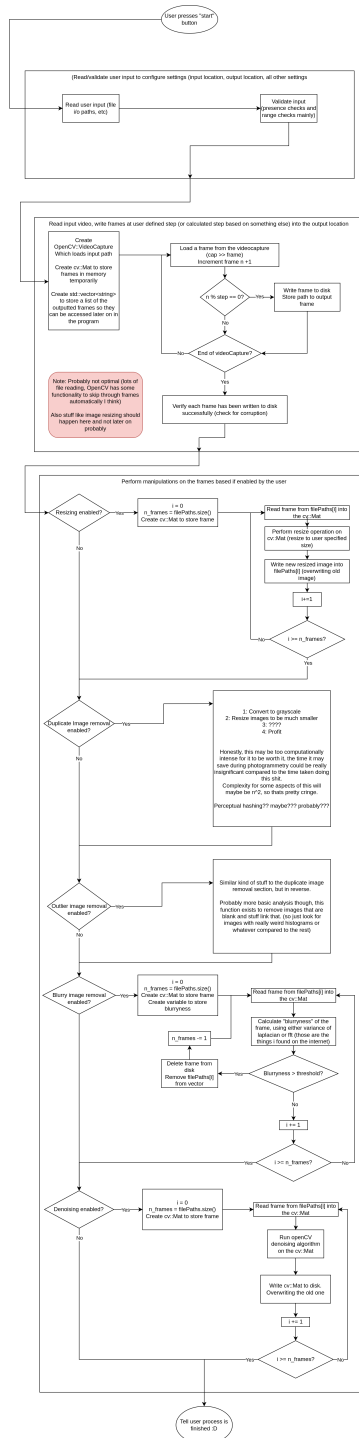 User presses "start"
button
(Read/validate user input to configure settings (input location, output location, all other settings
Read user input (file
i/o paths, etc)
Validate input
(presence checks and
range checks mainly)
Read input video, write frames at user defined step (or calculated step based on something else) into the output location
Create
OpenCV::VideoCapture
Which loads input path
Create cv::Mat to store
frames in memory
temporarily
Create std::vector<string>
to store a list of the
outputted frames so they
can be accessed later on in
the program
Load a frame from the videocapture
(cap >> frame)
Increment frame n +1
n % step == 0?
Yes
Write frame to disk
Store path to output
frame
No
End of videoCapture?
No
Yes
Verify each frame has been written to disk
successfully (check for corruption)
Note: Probably not optimal (lots of
file reading, OpenCV has some
functionality to skip through frames
automatically I think)
Also stuff like image resizing should
happen here and not later on
probably
Perform manipulations on the frames based if enabled by the user
Resizing enabled?
Yes
i = 0
n_frames = filePaths.size()
Create cv::Mat to store frame
Read frame from filePaths[i] into
the cv::Mat
Perform resize operation on
cv::Mat (resize to user specified
size)
Write new resized image into
filePaths[i] (overwriting old
image)
i+=1
No
i >= n_frames?
No
Yes
Duplicate Image removal
enabled?
Yes
No
1: Convert to grayscale
2: Resize images to be much smaller
3: ????
4: Profit
Honestly, this may be too computationally
intense for it to be worth it, the time it may
save during photogrammetry could be really
insignificant compared to the time taken doing
this shit.
Complexity for some aspects of this will
maybe be n^2, so thats pretty cringe.
Perceptual hashing?? maybe??? probably???
Outlier image removal
enabled?
Yes
No
Similar kind of stuff to the duplicate image
removal section, but in reverse.
Probably more basic analysis though, this
function exists to remove images that are
blank and stuff link that. (so just look for
images with really weird histograms or
whatever compared to the rest)
Blurry image removal
enabled?
Yes
No
i = 0
n_frames = filePaths.size()
Create cv::Mat to store frame
Create variable to store
blurryness
Read frame from filePaths[i] into
the cv::Mat
Calculate "blurryness" of the
frame, using either variance of
laplacian or fft (those are the
things i found on the internet)
n_frames -= 1
Delete frame from
disk
Remove filePaths[i]
from vector
Yes
Blurryness > threshold?
No
i += 1
Yes
i >= n_frames?
No
Denoising enabled?
Yes
No
i = 0
n_frames = filePaths.size()
Create cv::Mat to store frame
Read frame from filePaths[i] into
the cv::Mat
Run openCV
denoising algorithm
on the cv::Mat
Write cv::Mat to disk.
Overwriting the old one
i += 1
Yes
i >= n_frames?
No
Tell user process is
finished :D